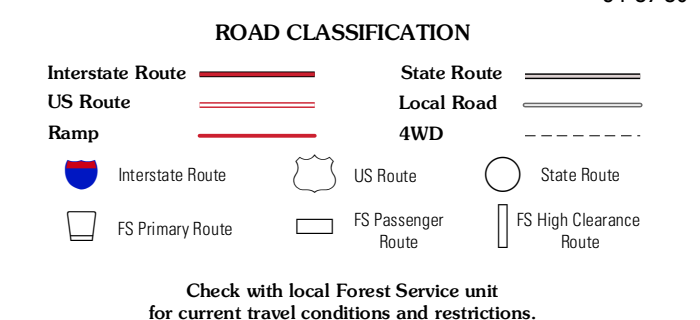 ROAD CLASSIFICATION
Interstate Route
State Route
US Route
Local Road
Ramp
4WD
Interstate Route
US Route
State Route
FS Primary Route
FS Passenger
Route
FS High Clearance
Route
Check with local Forest Service unit
for current travel conditions and restrictions.